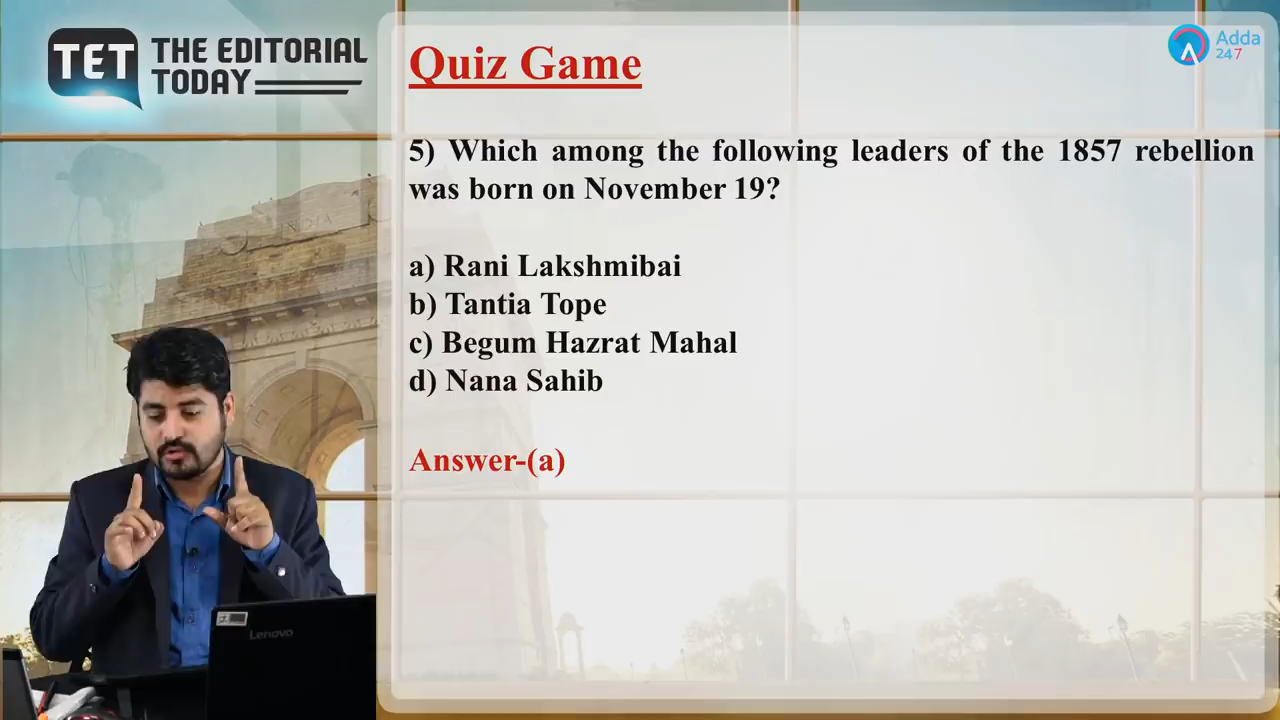 TET THE EDITORIAL
TODAY
Quiz Game
Adda
247
5) Which among the following leaders of the 1857 rebellion
was born on November 19?
a) Rani Lakshmibai
b) Tantia Tope
c) Begum Hazrat Mahal
d) Nana Sahib
Answer-(a)
INDIA
Lenovo